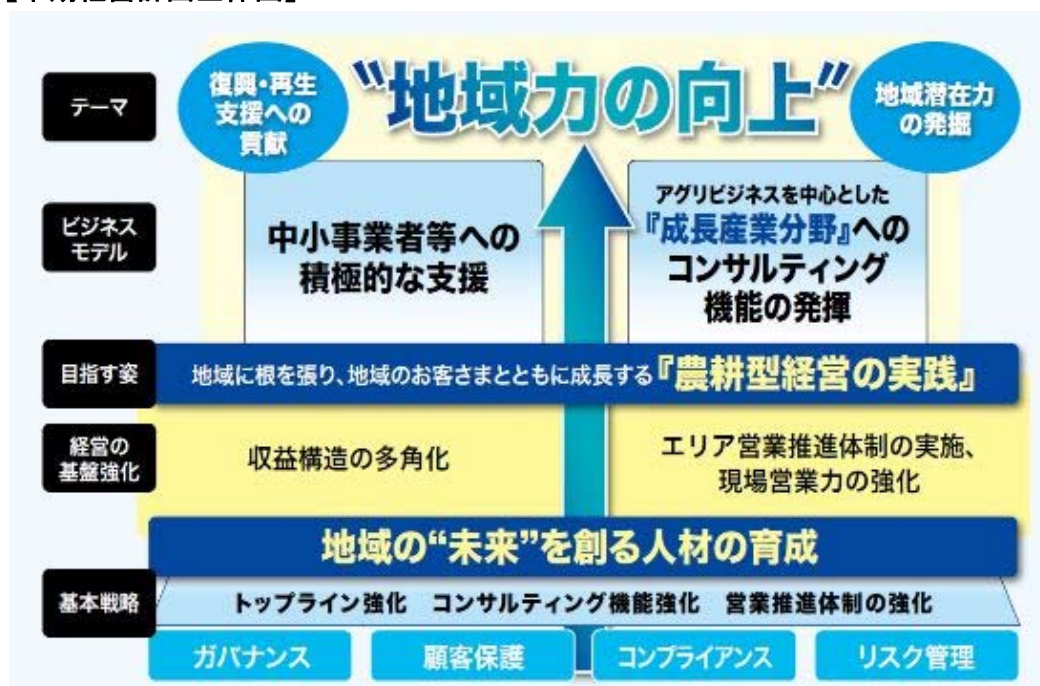 テーマ
復興・再生
支援への
貢献
“地域力の向上”
地域潜在力
の発掘
ビジネス
モデル
中小事業者等への
積極的な支援
アグリビジネスを中心とした
『成長産業分野』への
コンサルティング
機能の発揮
目指す姿
地域に根を張り、地域のお客さまとともに成長する『農耕型経営の実践』
経営の
基盤強化
収益構造の多角化
エリア営業推進体制の実施、
現場営業力の強化
地域の“未来”を創る人材の育成
基本戦略
トップライン強化 コンサルティング機能強化 営業推進体制の強化
ガバナンス
顧客保護
コンプライアンス
リスク管理